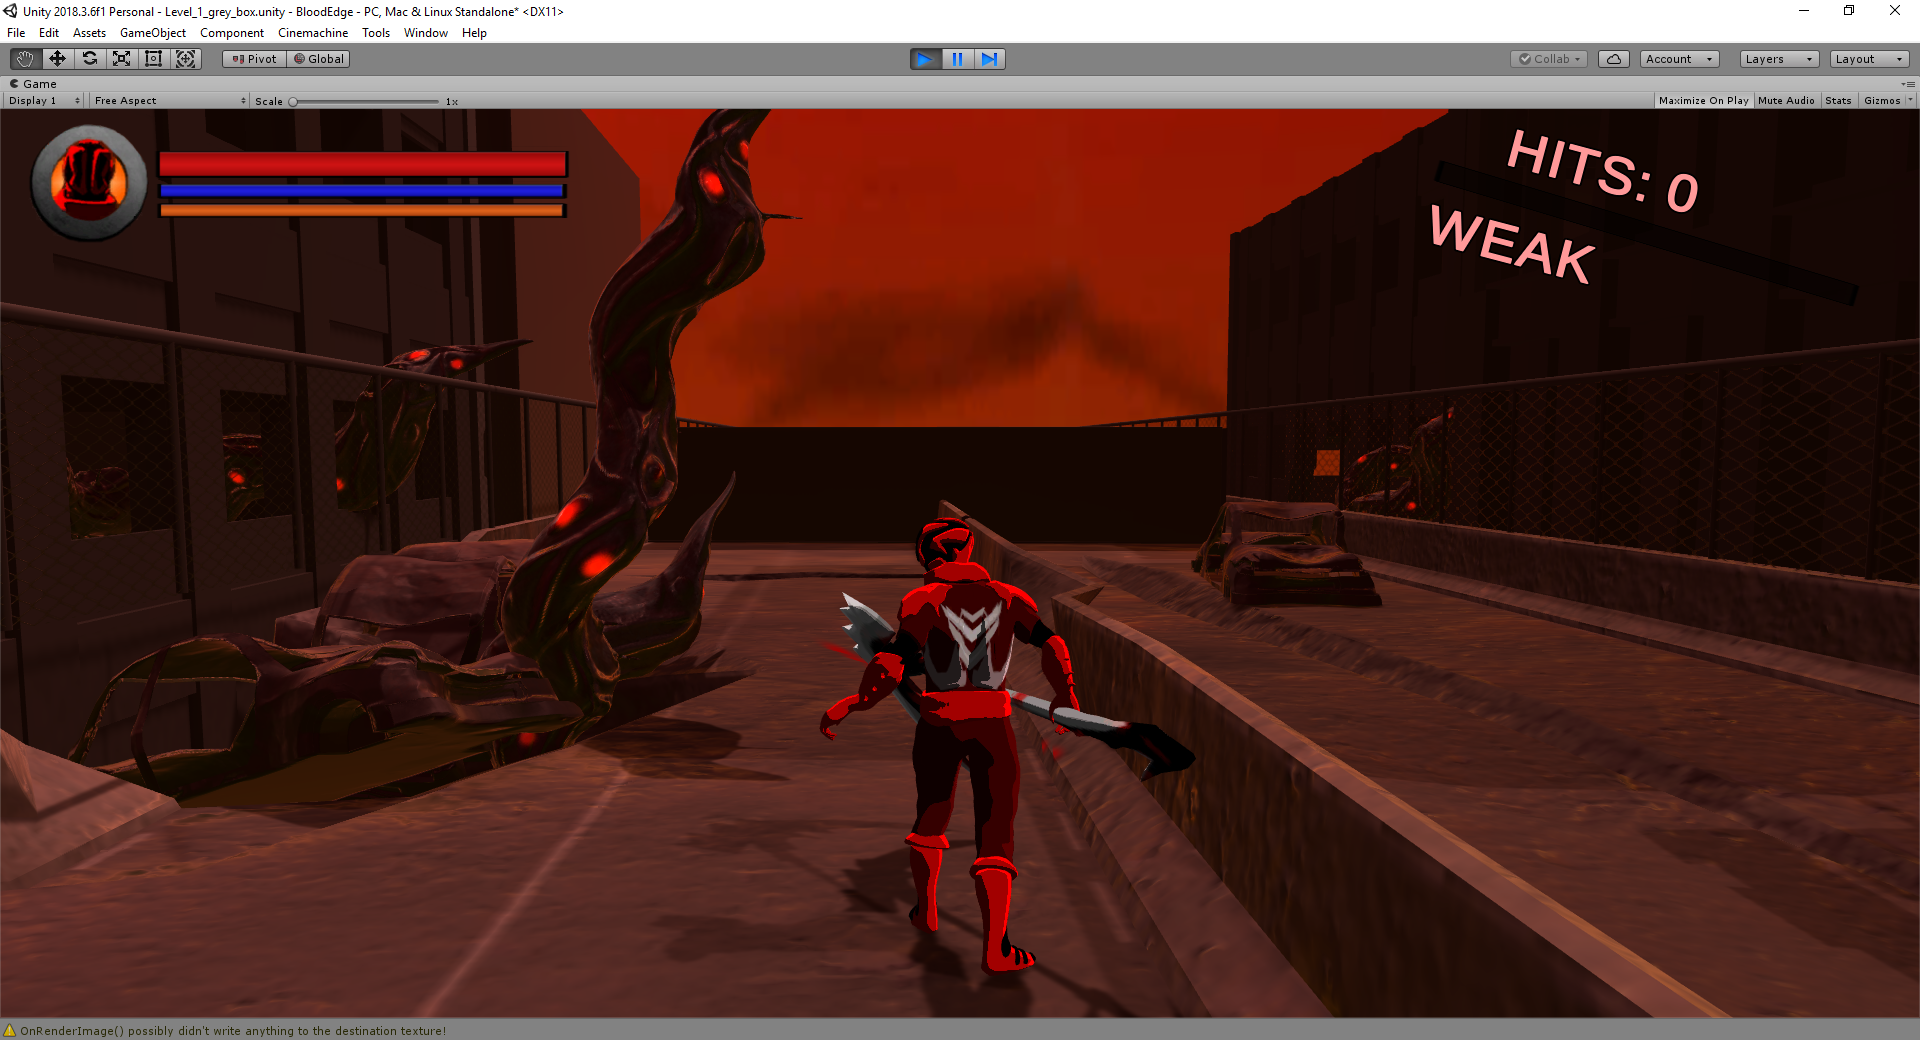 Unity 2018.3.6f1 Personal - Level_1_grey_box.unity - BloodEdge - PC, Mac & Linux Standalone* <DX11>
File Edit Assets GameObject Component Cinemachine Tools Window Help
Pivot Global Collab Account Layers Layout
Game
Display 1 Free Aspect Scale 1x Maximize On Play Mute Audio Stats Gizmos
HITS: 0
WEAK
OnRenderImage() possibly didn't write anything to the destination texture!